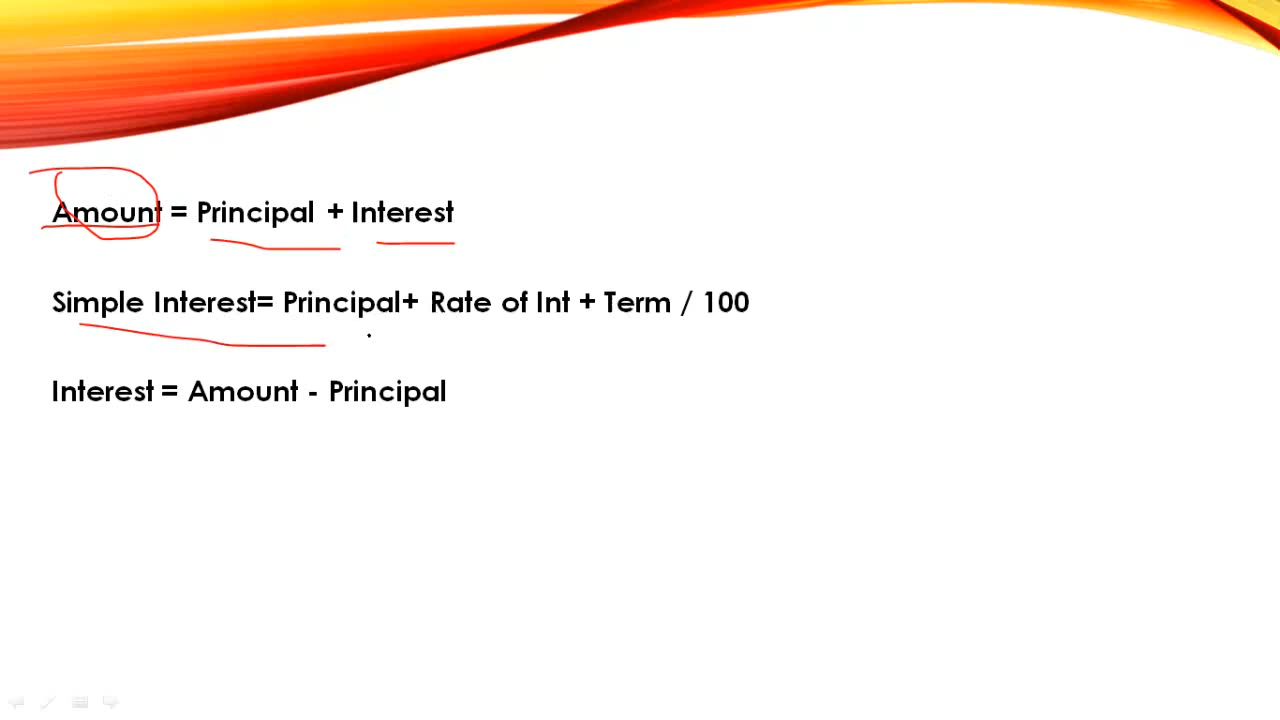 Amount = Principal + Interest
Simple Interest= Principal+ Rate of Int + Term / 100
Interest = Amount - Principal